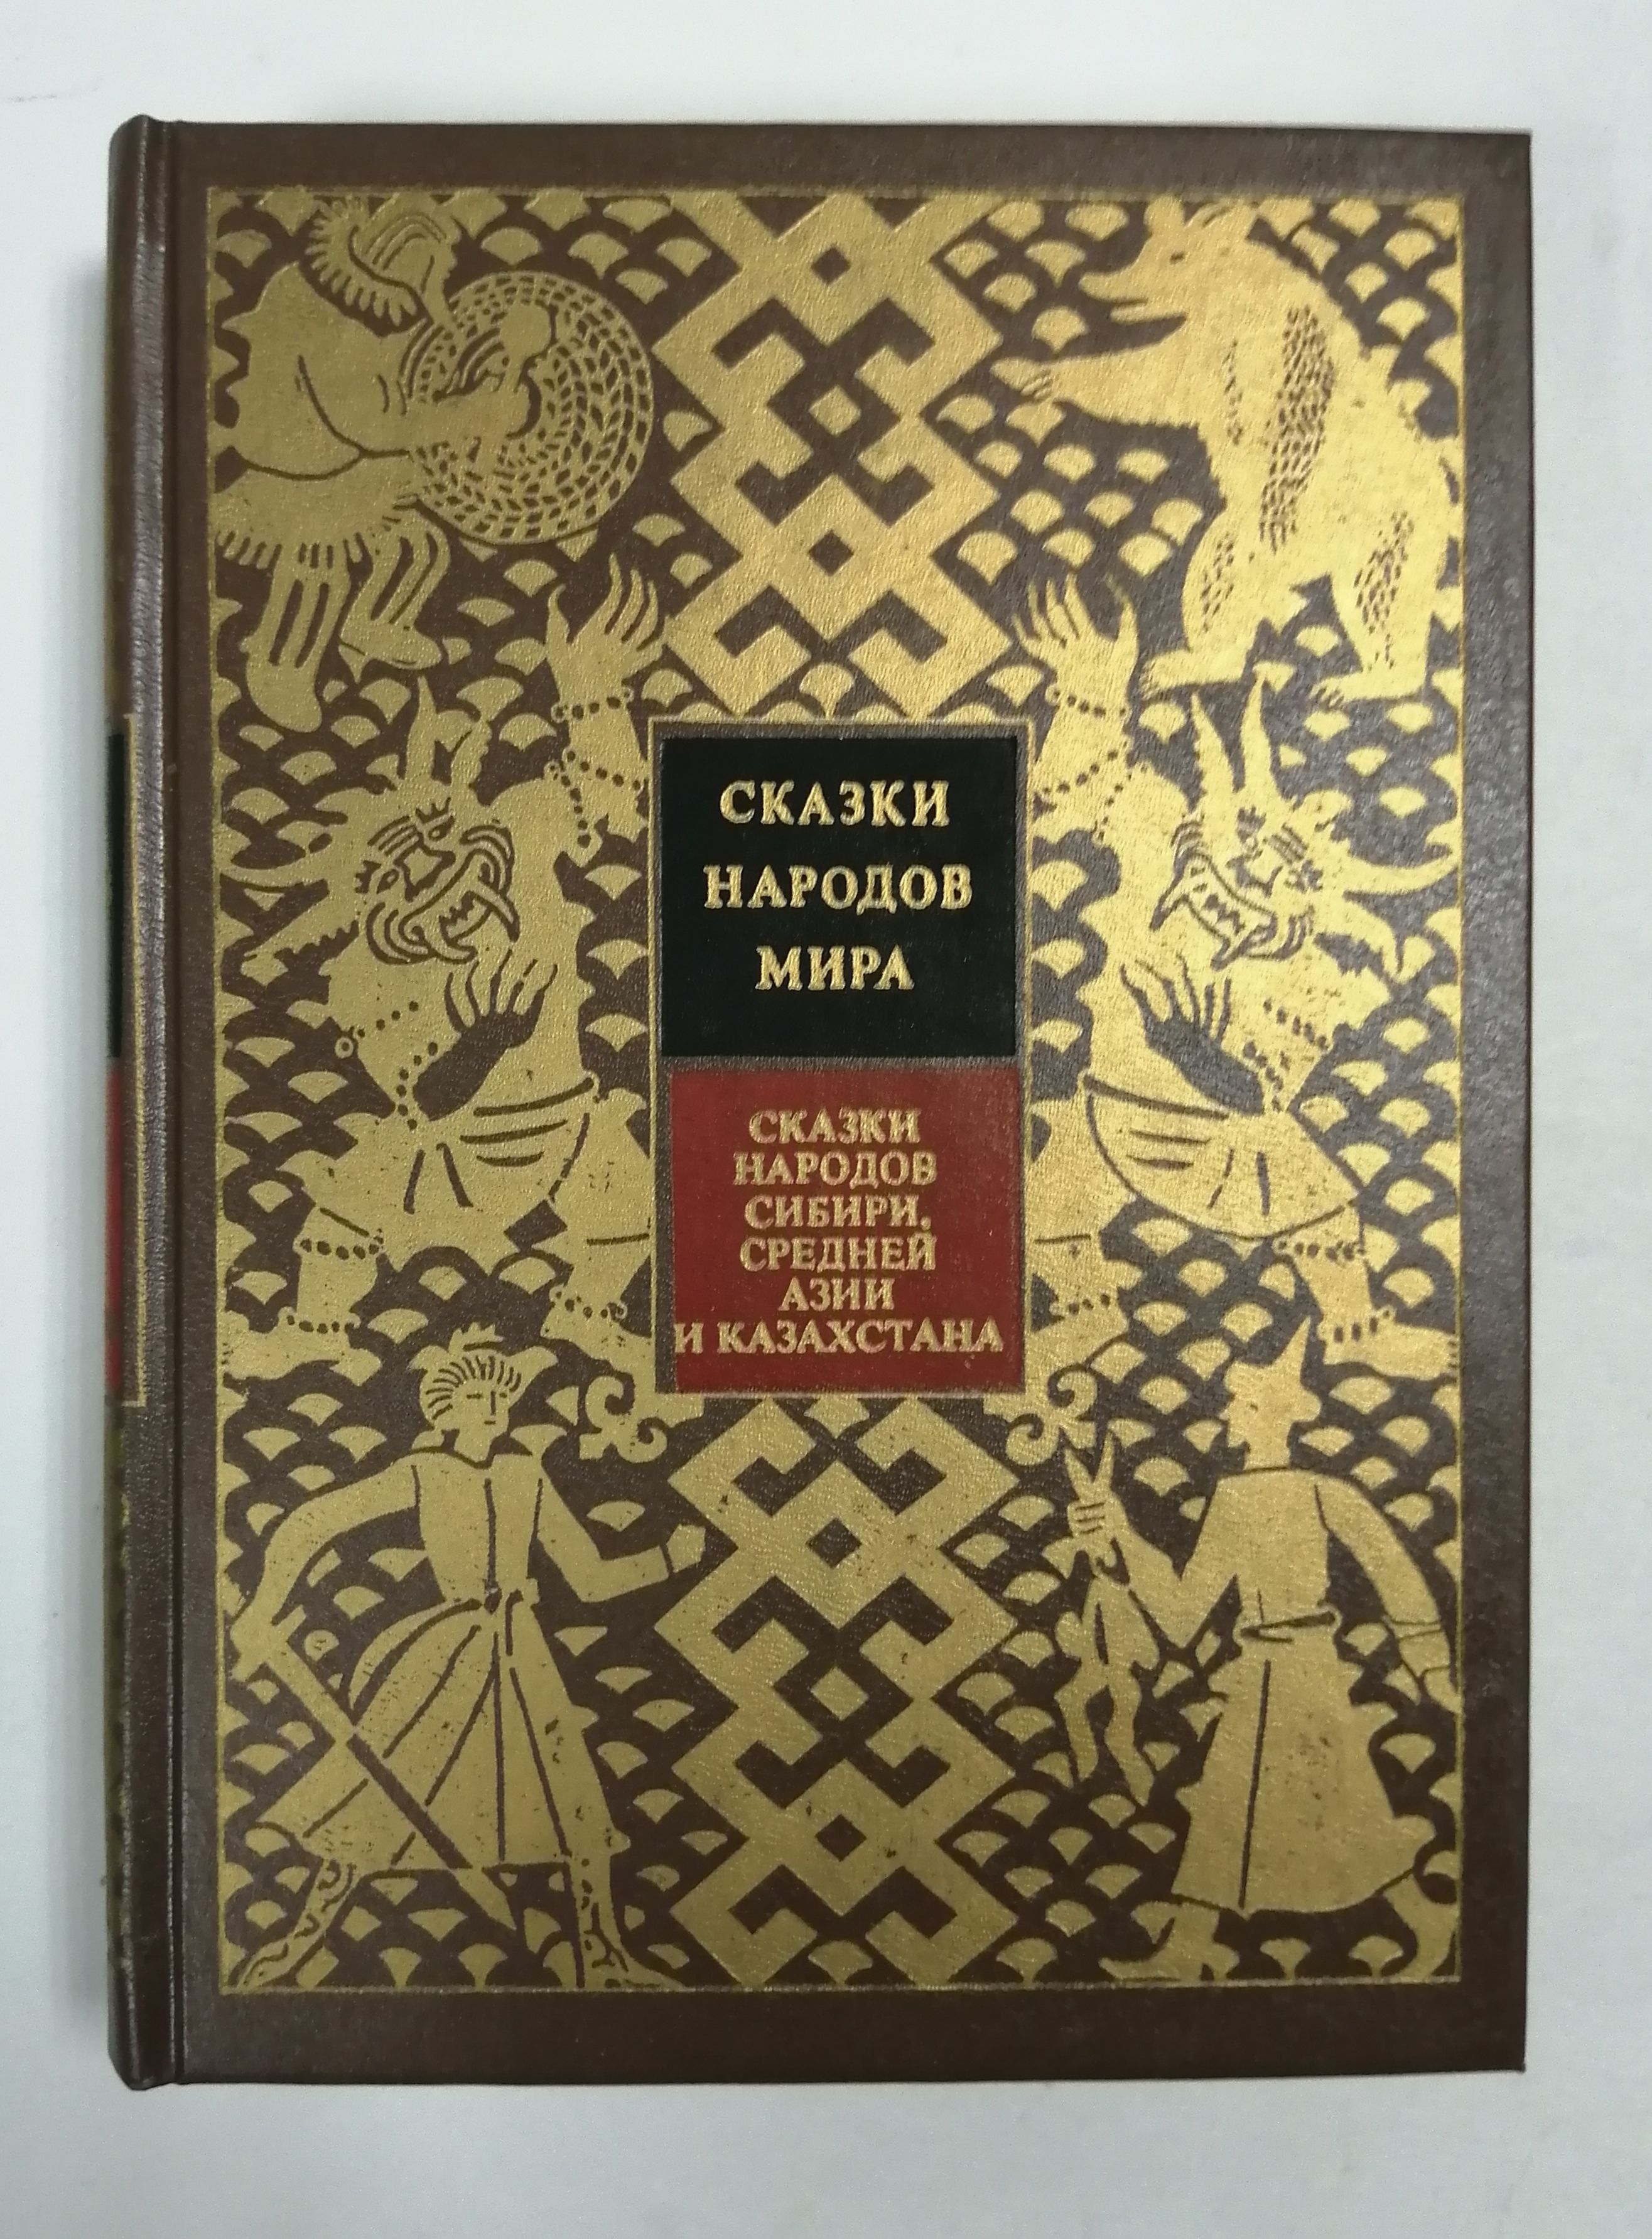 СКАЗКИ
НАРОДОВ
МИРА
СКАЗКИ
НАРОДОВ
СИБИРИ,
СРЕДНЕЙ
АЗИИ
И КАЗАХСТАНА